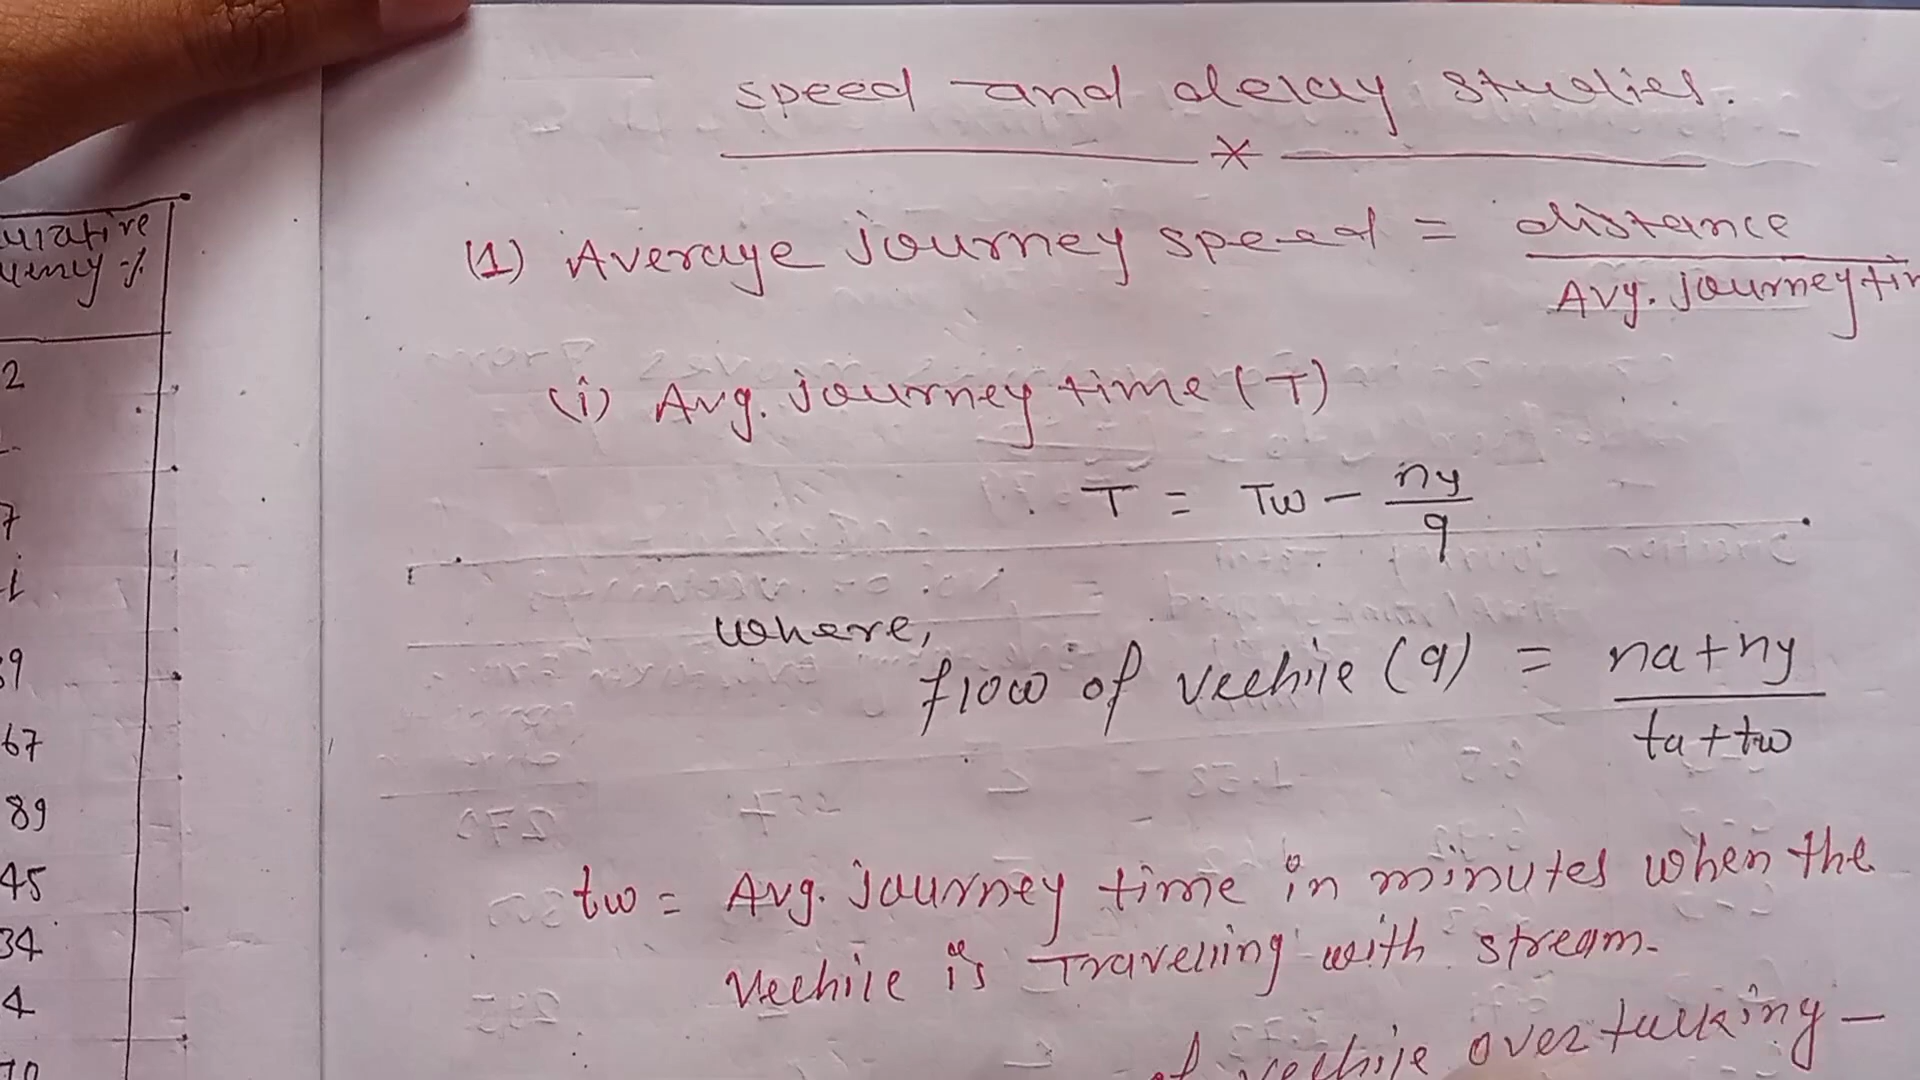 speed and delay studies.
(1) Average journey speed = distance
Avg. journey
(i) Avg. journey time (T)
T = Tw - ny
q
where,
flow of vechile (q) = na+ny
ta+tw
tw = Avg. journey time in minutes when the
vechile is Travelling with stream.
of vechile overtaking -
2
7
67
89
45
34
4